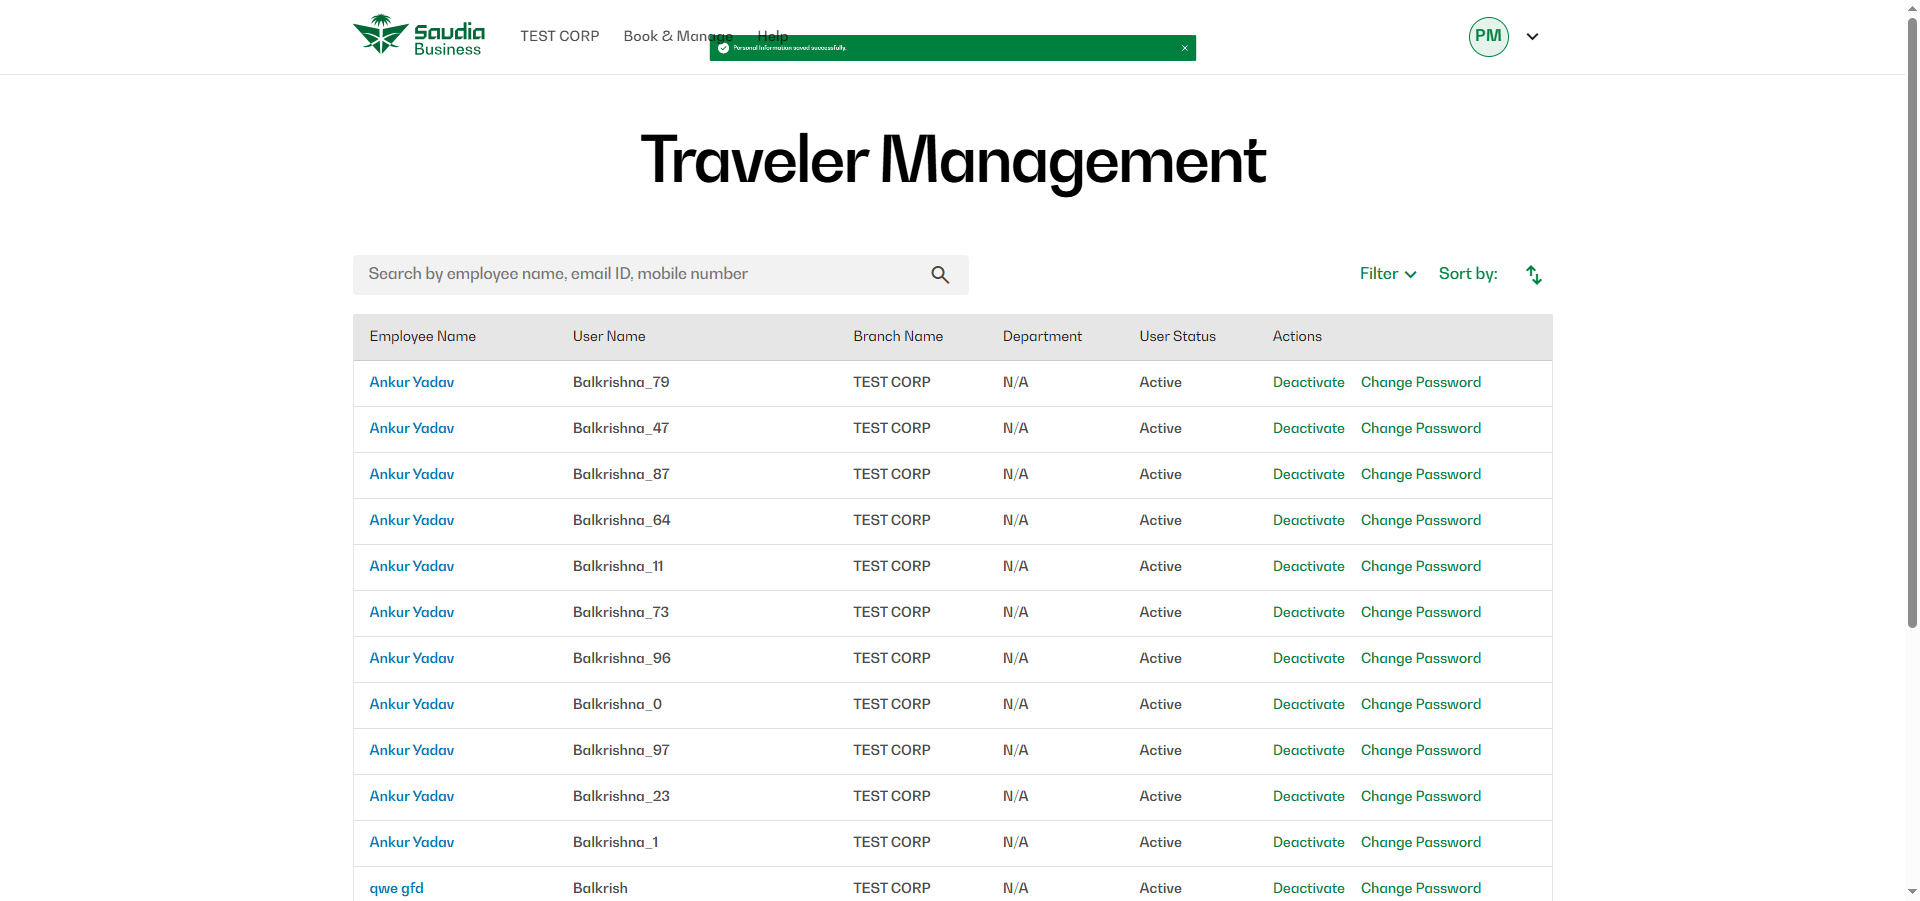 Saudia
Business
TEST CORP Book & Manage Help
Personal Information saved successfully.
PM
Traveler Management
Search by employee name, email ID, mobile number
Filter Sort by:
Employee Name User Name Branch Name Department User Status Actions
Ankur Yadav Balkrishna_79 TEST CORP N/A Active Deactivate Change Password
Ankur Yadav Balkrishna_47 TEST CORP N/A Active Deactivate Change Password
Ankur Yadav Balkrishna_87 TEST CORP N/A Active Deactivate Change Password
Ankur Yadav Balkrishna_64 TEST CORP N/A Active Deactivate Change Password
Ankur Yadav Balkrishna_11 TEST CORP N/A Active Deactivate Change Password
Ankur Yadav Balkrishna_73 TEST CORP N/A Active Deactivate Change Password
Ankur Yadav Balkrishna_96 TEST CORP N/A Active Deactivate Change Password
Ankur Yadav Balkrishna_0 TEST CORP N/A Active Deactivate Change Password
Ankur Yadav Balkrishna_97 TEST CORP N/A Active Deactivate Change Password
Ankur Yadav Balkrishna_23 TEST CORP N/A Active Deactivate Change Password
Ankur Yadav Balkrishna_1 TEST CORP N/A Active Deactivate Change Password
qwe gfd Balkrish TEST CORP N/A Active Deactivate Change Password